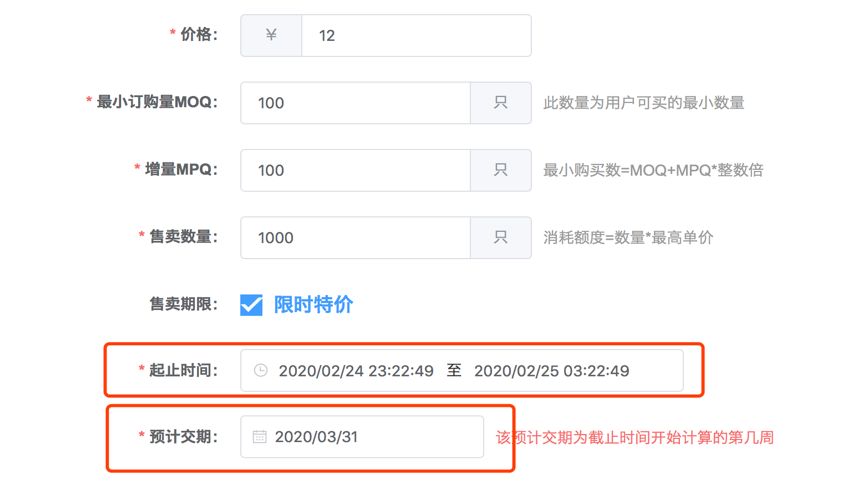 * 价格： ¥ 12
* 最小订购量MOQ： 100 只 此数量为用户可买的最小数量
* 增量MPQ： 100 只 最小购买数=MOQ+MPQ*整数倍
* 售卖数量： 1000 只 消耗额度=数量*最高单价
售卖期限： 限时特价
* 起止时间： 2020/02/24 23:22:49 至 2020/02/25 03:22:49
* 预计交期： 2020/03/31 该预计交期为截止时间开始计算的第几周